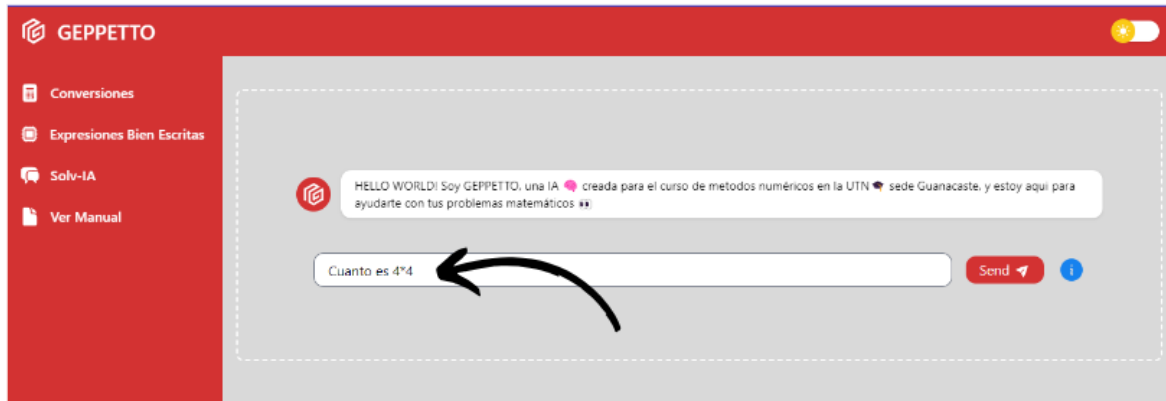 GEPPETTO
Conversiones
Expresiones Bien Escritas
Solv-IA
Ver Manual
HELLO WORLD! Soy GEPPETTO, una IA 🧠 creada para el curso de metodos numéricos en la UTN 🎓 sede Guanacaste, y estoy aqui para
ayudarte con tus problemas matemáticos 👀
Cuanto es 4*4
Send
i